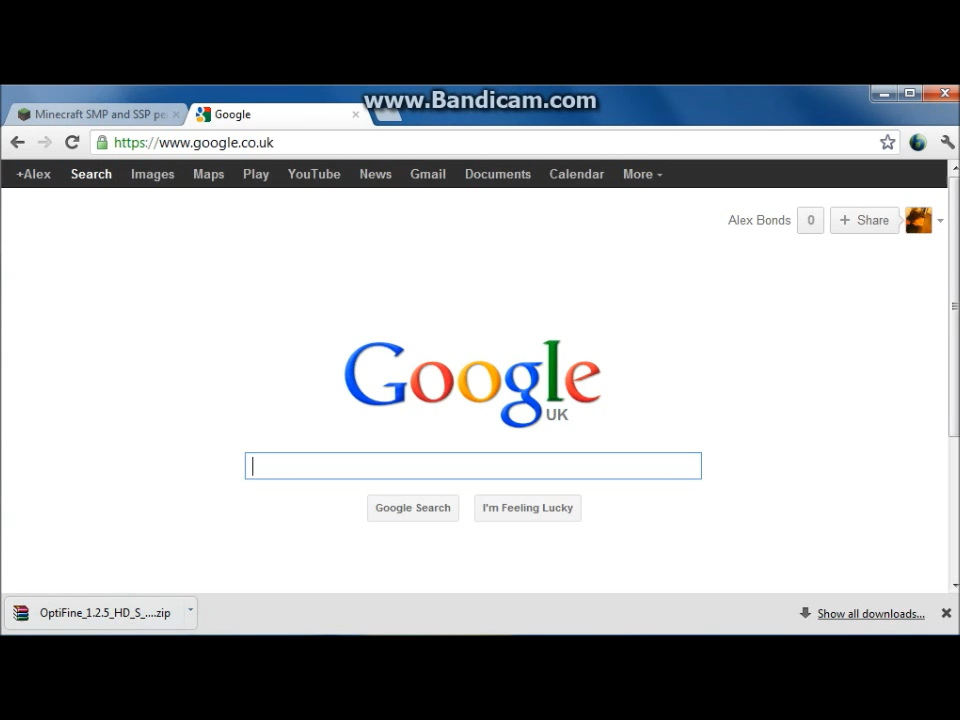 www.Bandicam.com
Minecraft SMP and SSP pe
Google
https://www.google.co.uk
+Alex Search Images Maps Play YouTube News Gmail Documents Calendar More
Alex Bonds 0 + Share
Google
UK
Google Search I'm Feeling Lucky
OptiFine_1.2.5_HD_S_....zip Show all downloads...